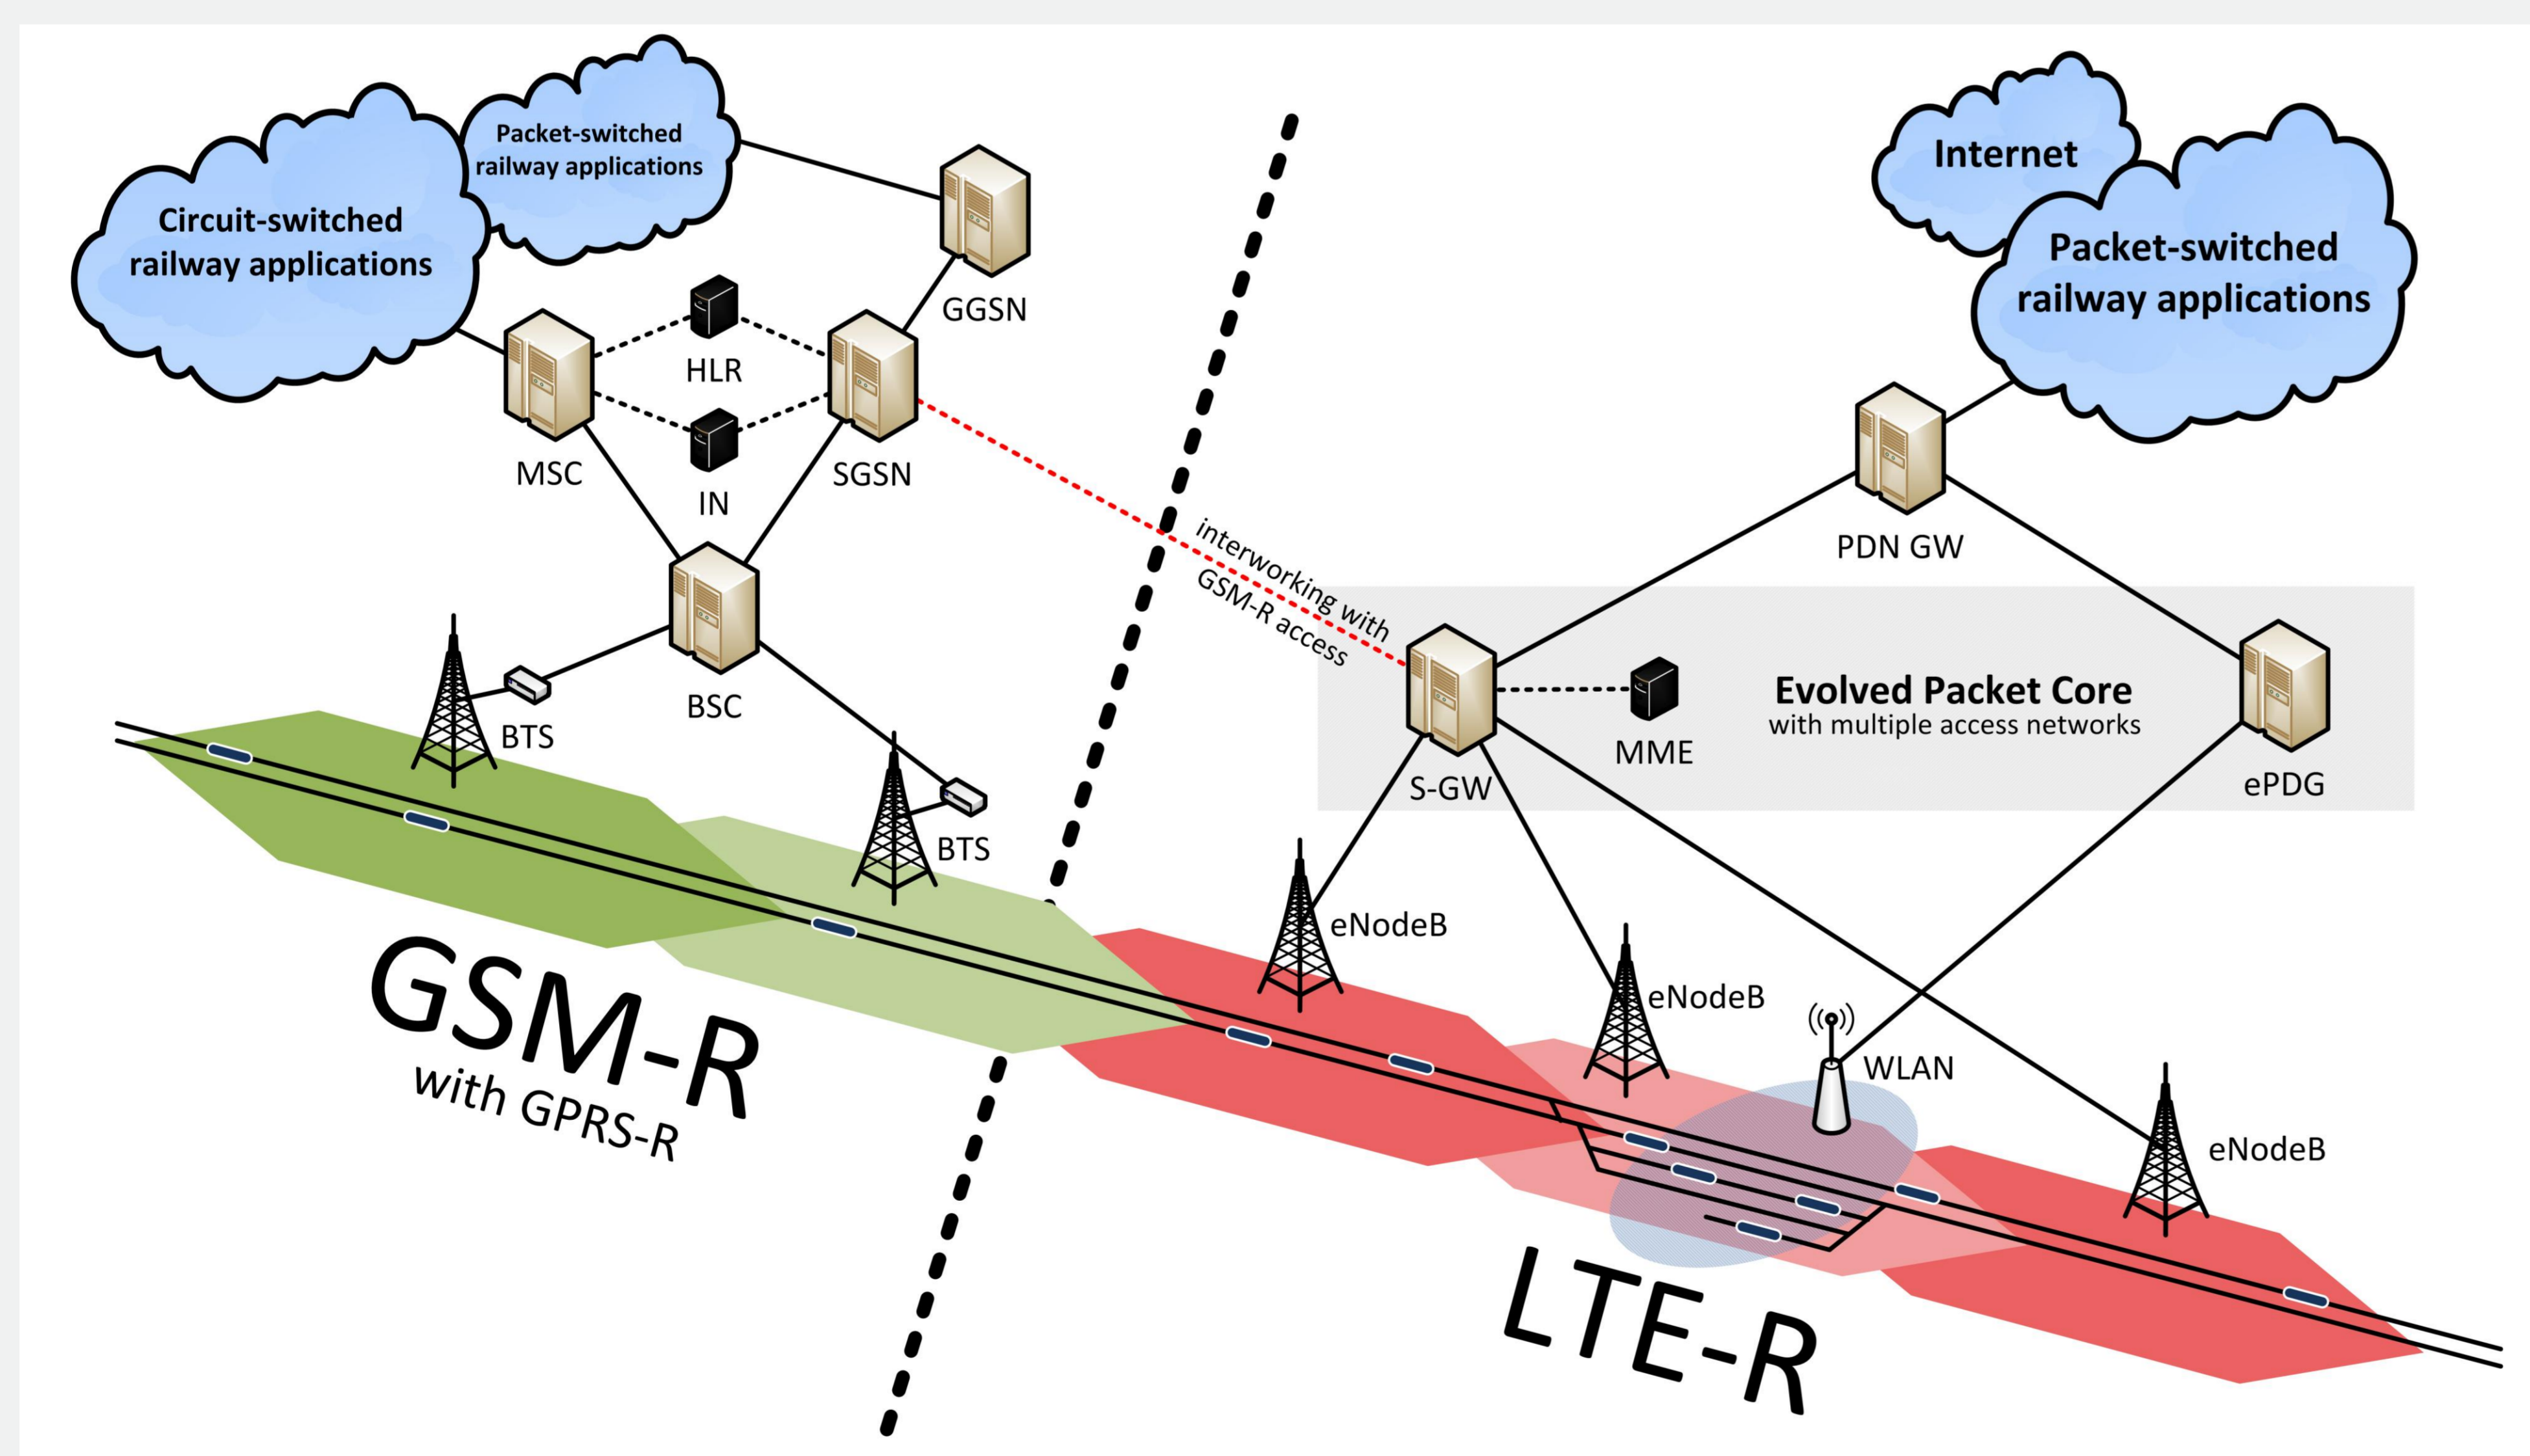 Packet-switched
railway applications
Circuit-switched
railway applications
GGSN
HLR
MSC
IN
SGSN
BSC
BTS
BTS
GSM-R
with GPRS-R
interworking with
GSM-R access
Internet
Packet-switched
railway applications
PDN GW
Evolved Packet Core
with multiple access networks
S-GW
MME
ePDG
eNodeB
eNodeB
WLAN
eNodeB
LTE-R